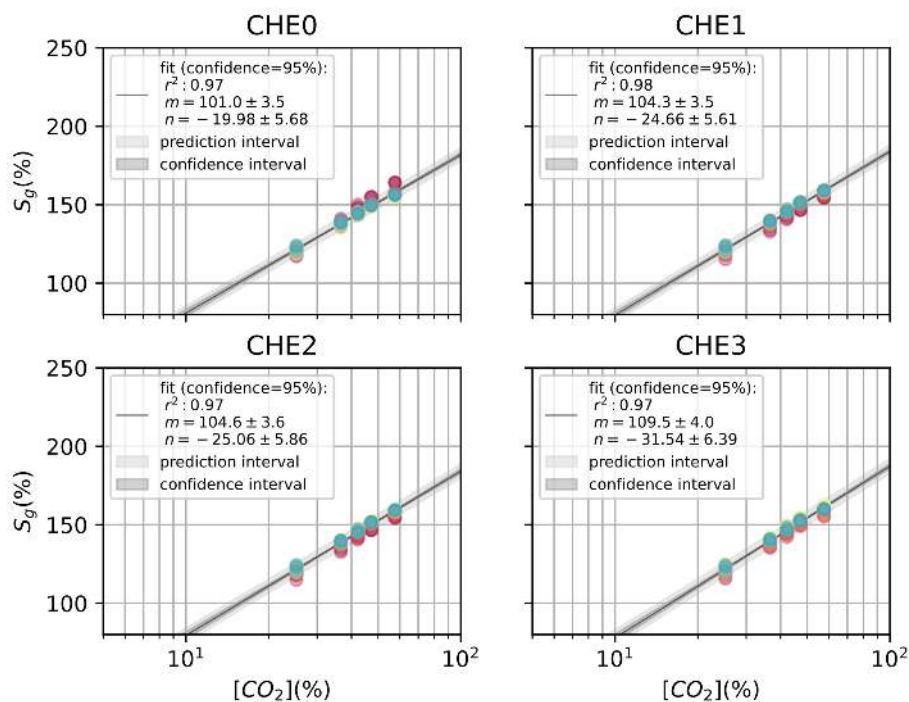 CHE0
250
200
150
100
S_g(%)
fit (confidence=95%):
r²: 0.97
m = 101.0 ± 3.5
n = −19.98 ± 5.68
prediction interval
confidence interval
CHE1
fit (confidence=95%):
r²: 0.98
m = 104.3 ± 3.5
n = −24.66 ± 5.61
prediction interval
confidence interval
CHE2
250
200
150
100
S_g(%)
fit (confidence=95%):
r²: 0.97
m = 104.6 ± 3.6
n = −25.06 ± 5.86
prediction interval
confidence interval
10¹
10²
[CO₂](%)
CHE3
fit (confidence=95%):
r²: 0.97
m = 109.5 ± 4.0
n = −31.54 ± 6.39
prediction interval
confidence interval
10¹
10²
[CO₂](%)